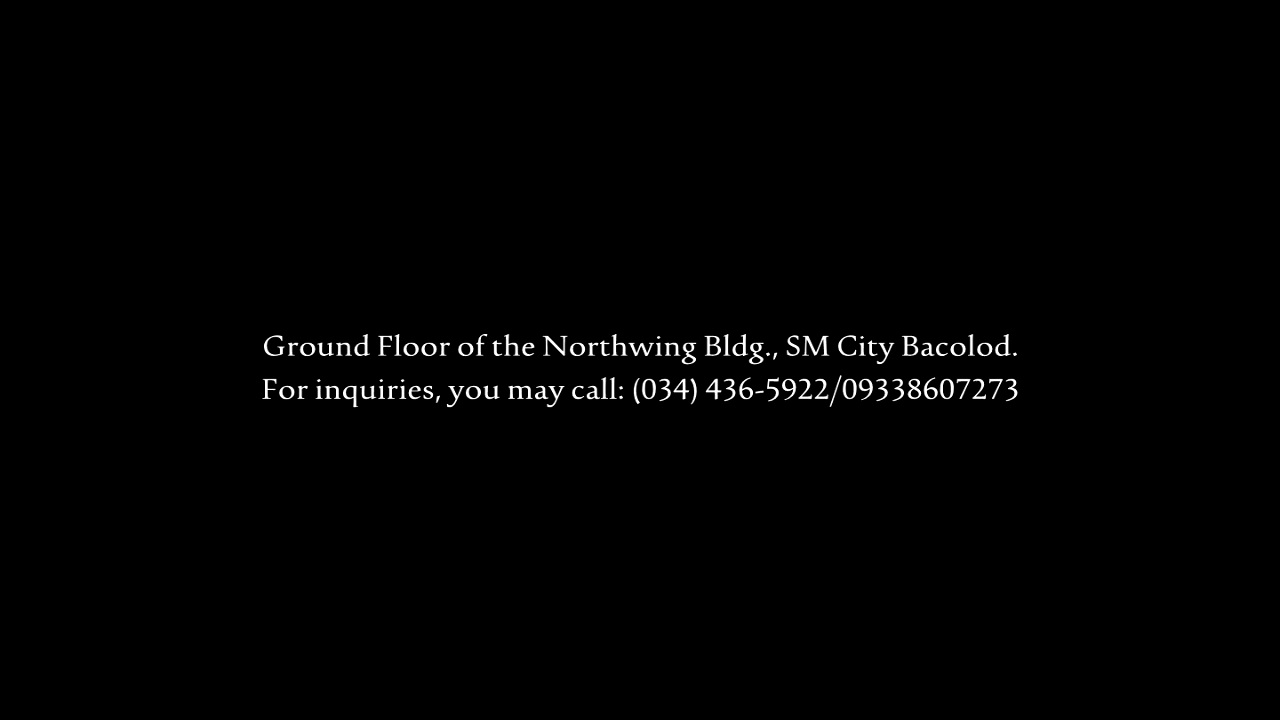 Ground Floor of the Northwing Bldg., SM City Bacolod.
For inquiries, you may call: (034) 436-5922/09338607273